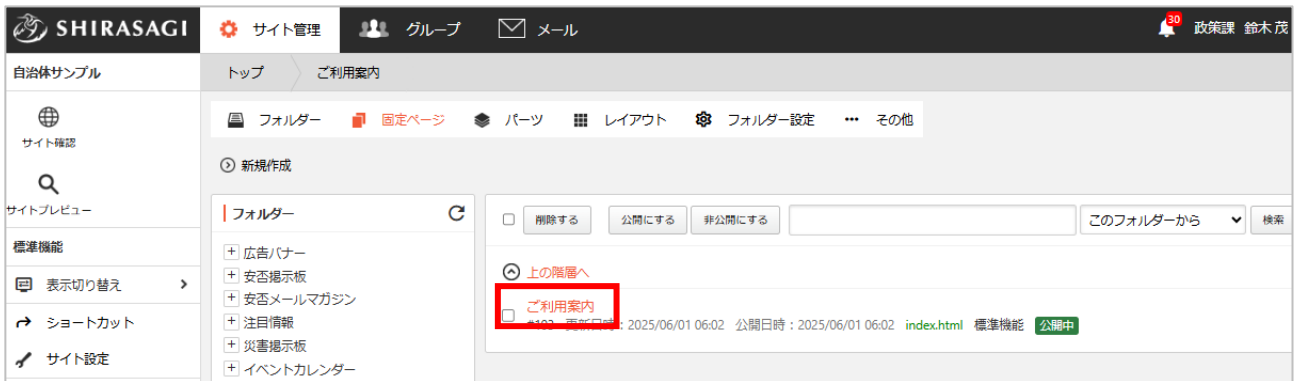 SHIRASAGI サイト管理 グループ メール 30 政策課 鈴木 茂
自治体サンプル トップ ご利用案内
サイト確認
フォルダー 固定ページ パーツ レイアウト フォルダー設定 ••• その他
新規作成
サイトプレビュー
標準機能
表示切り替え
ショートカット
サイト設定
フォルダー
+ 広告バナー
+ 安否掲示板
+ 安否メールマガジン
+ 注目情報
+ 災害掲示板
+ イベントカレンダー
削除する 公開にする 非公開にする このフォルダーから 検索
上の階層へ
ご利用案内
更新日時：2025/06/01 06:02 公開日時：2025/06/01 06:02 index.html 標準機能 公開中